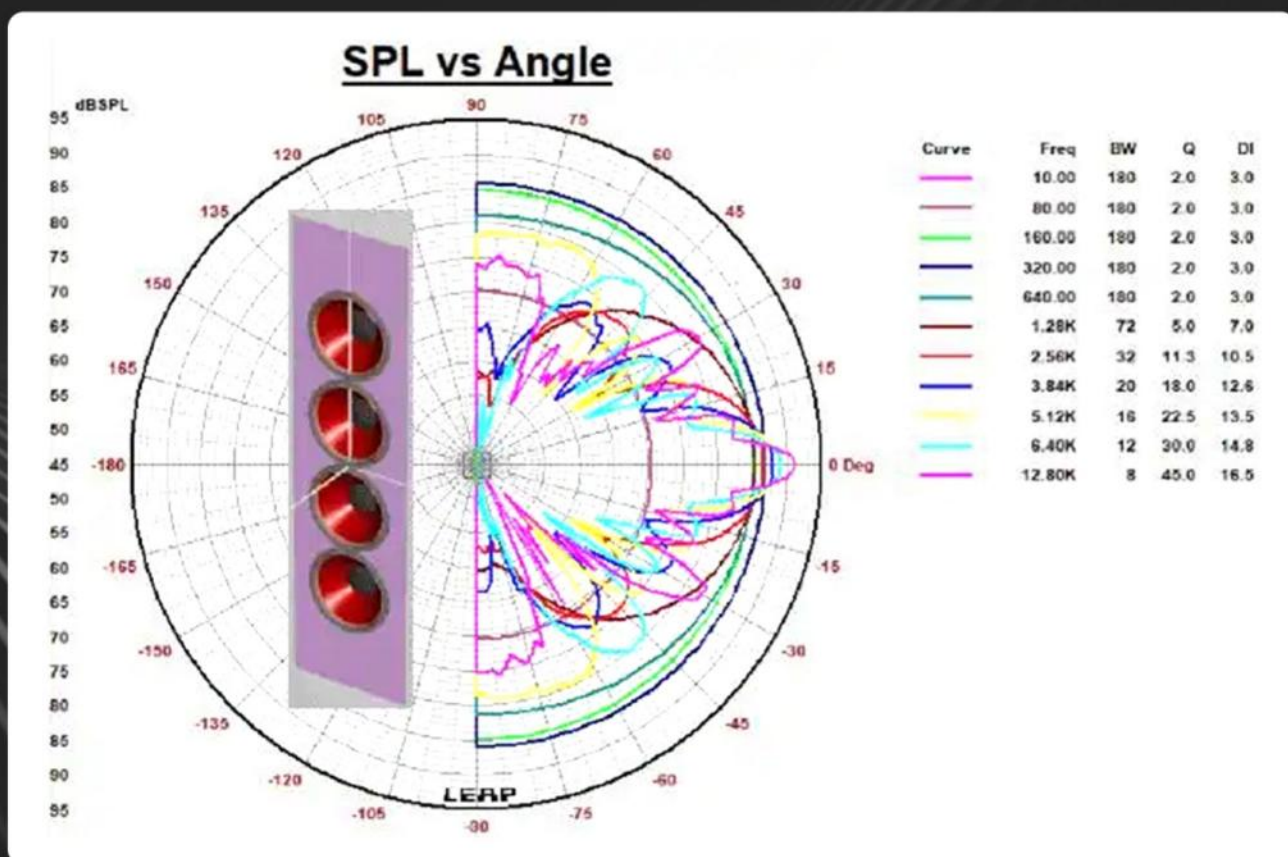 SPL vs Angle
dBSPL
95
90
85
80
75
70
65
60
55
50
45
50
55
60
65
70
75
80
85
90
95
90
105
75
120
60
135
45
150
30
165
15
-180
0 Deg
-165
-15
-150
-30
-135
-45
-120
-60
-105
-75
-90
LEAP
Curve Freq BW Q DI
10.00 180 2.0 3.0
80.00 180 2.0 3.0
160.00 180 2.0 3.0
320.00 180 2.0 3.0
640.00 180 2.0 3.0
1.28K 72 5.0 7.0
2.56K 32 11.3 10.5
3.84K 20 18.0 12.6
5.12K 16 22.5 13.5
6.40K 12 30.0 14.8
12.80K 8 45.0 16.5